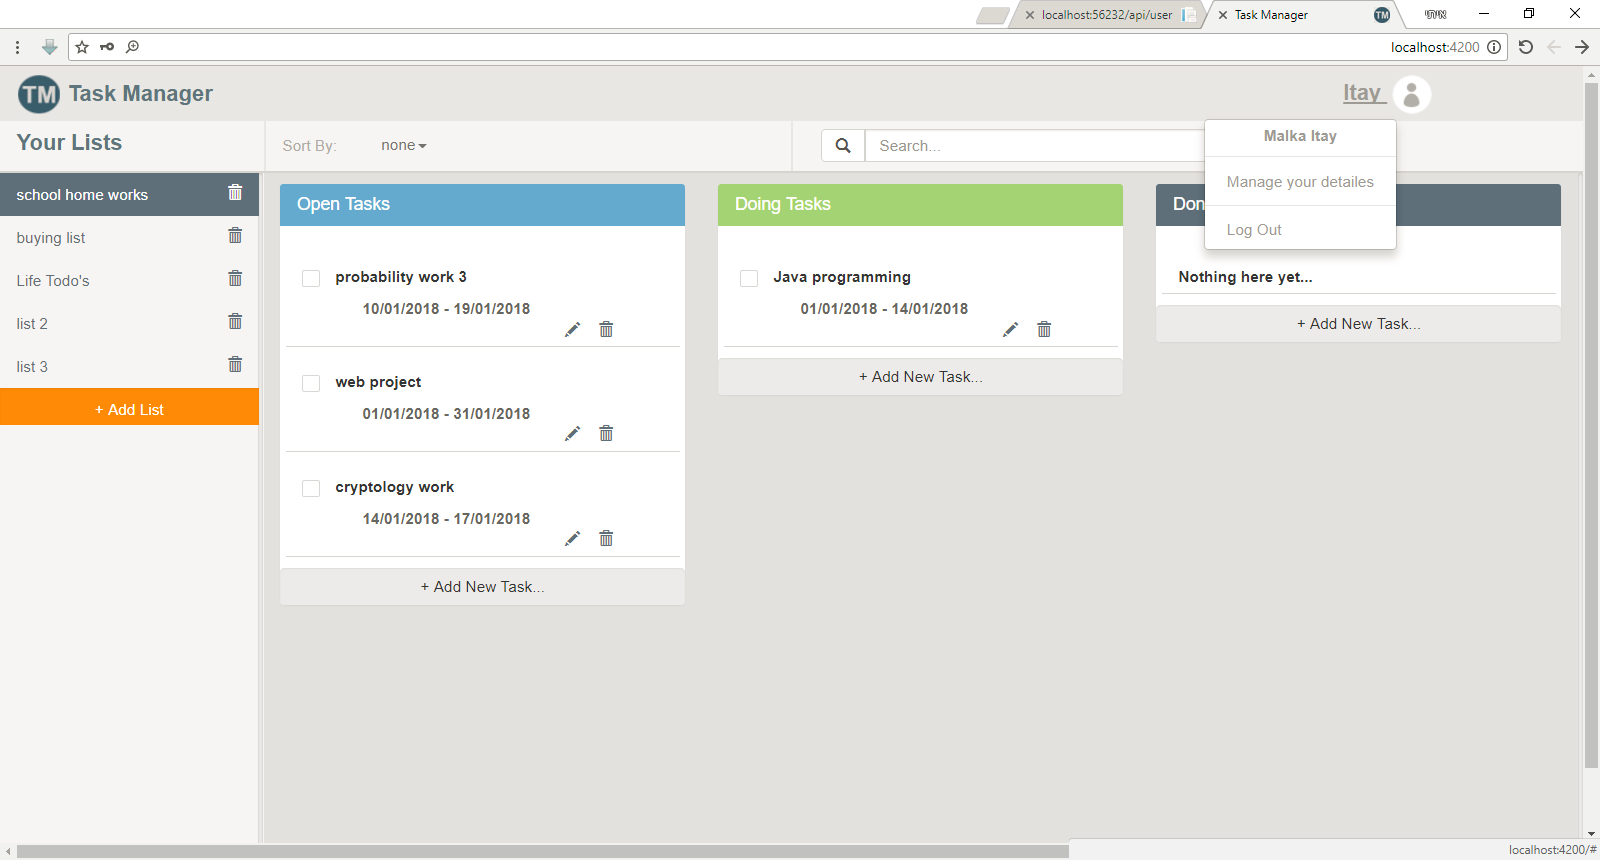 localhost:56232/api/user
Task Manager
TM
איתי
localhost:4200
TM Task Manager
Itay
Your Lists
Sort By: none
Search...
Malka Itay
Manage your detailes
Log Out
school home works
buying list
Life Todo's
list 2
list 3
+ Add List
Open Tasks
probability work 3
10/01/2018 - 19/01/2018
web project
01/01/2018 - 31/01/2018
cryptology work
14/01/2018 - 17/01/2018
+ Add New Task...
Doing Tasks
Java programming
01/01/2018 - 14/01/2018
+ Add New Task...
Don
Nothing here yet...
+ Add New Task...
localhost:4200/#